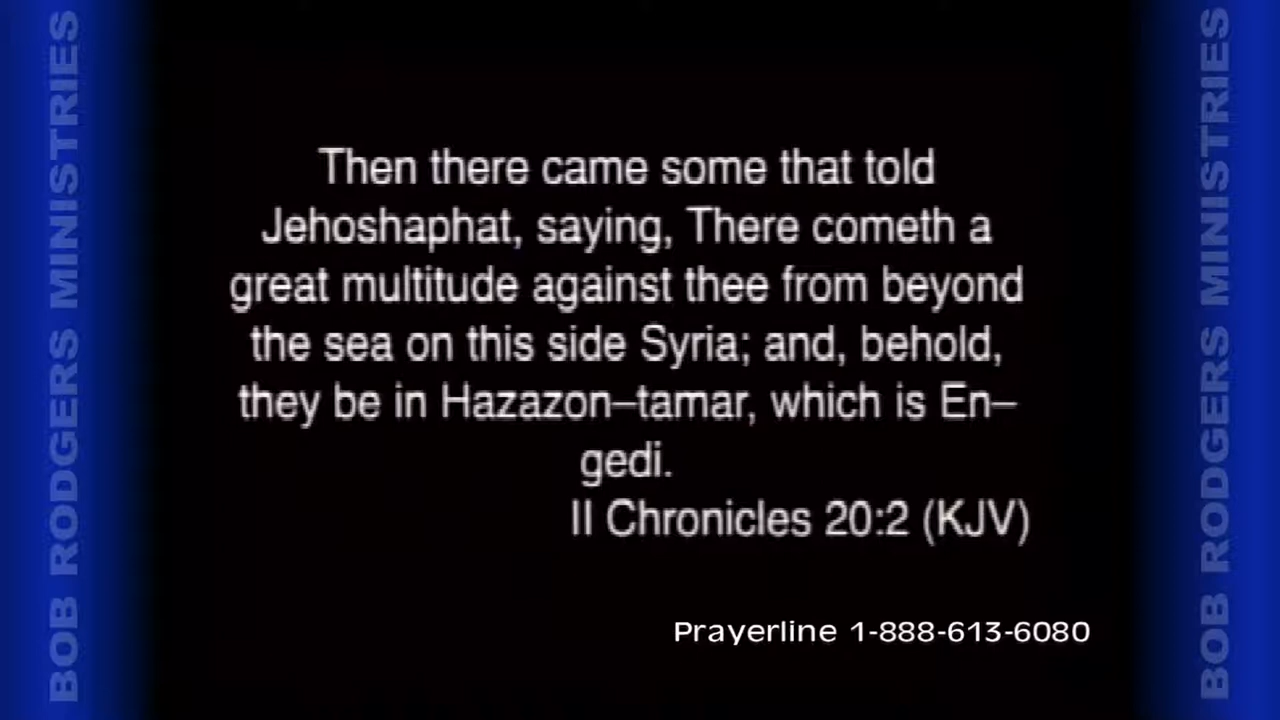 BOB RODGERS MINISTRIES
Then there came some that told
Jehoshaphat, saying, There cometh a
great multitude against thee from beyond
the sea on this side Syria; and, behold,
they be in Hazazon–tamar, which is En–
gedi.
II Chronicles 20:2 (KJV)
Prayerline 1-888-613-6080
BOB RODGERS MINISTRIES